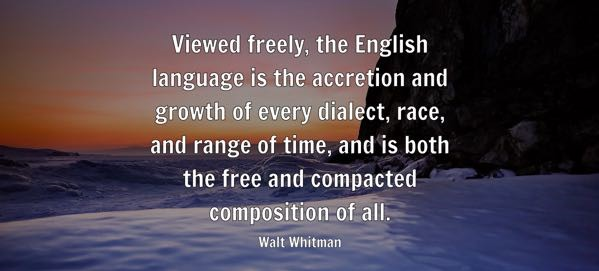 Viewed freely, the English
language is the accretion and
growth of every dialect, race,
and range of time, and is both
the free and compacted
composition of all.
Walt Whitman